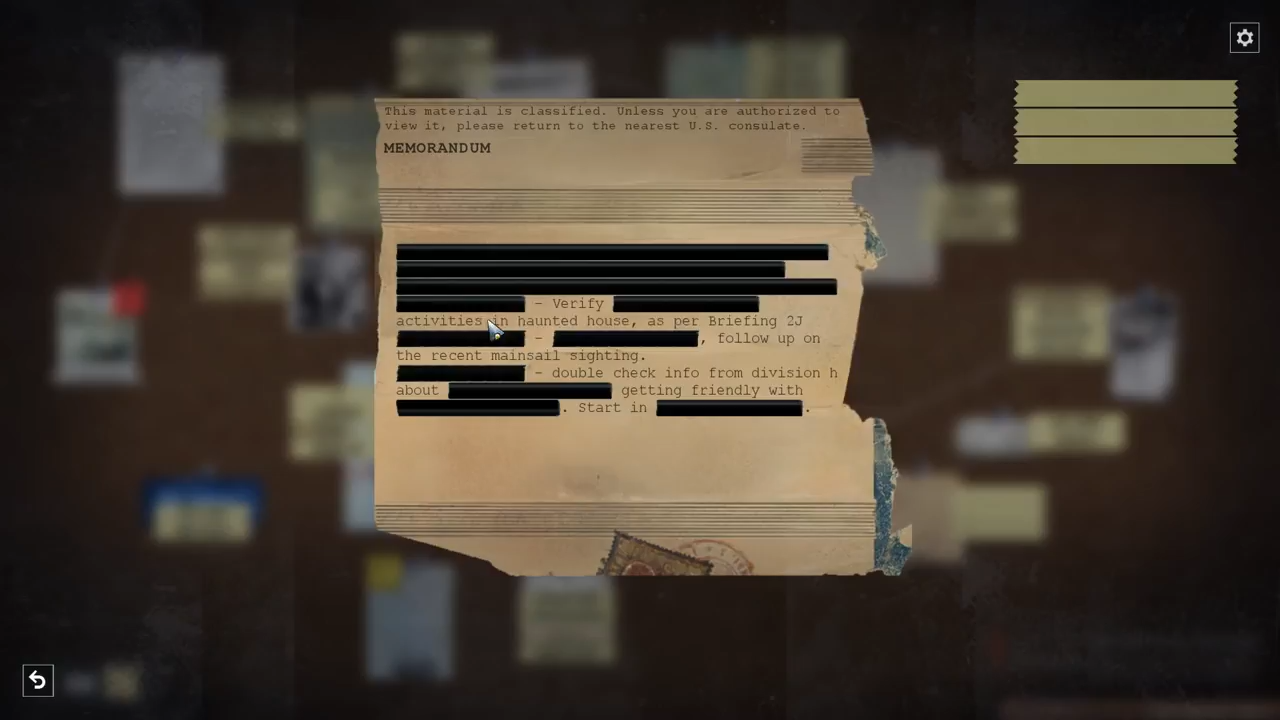 This material is classified. Unless you are authorized to
view it, please return to the nearest U.S. consulate.
MEMORANDUM
- Verify
activities in haunted house, as per Briefing 2J
- , follow up on
the recent mainsail sighting.
- double check info from division h
about getting friendly with
. Start in .